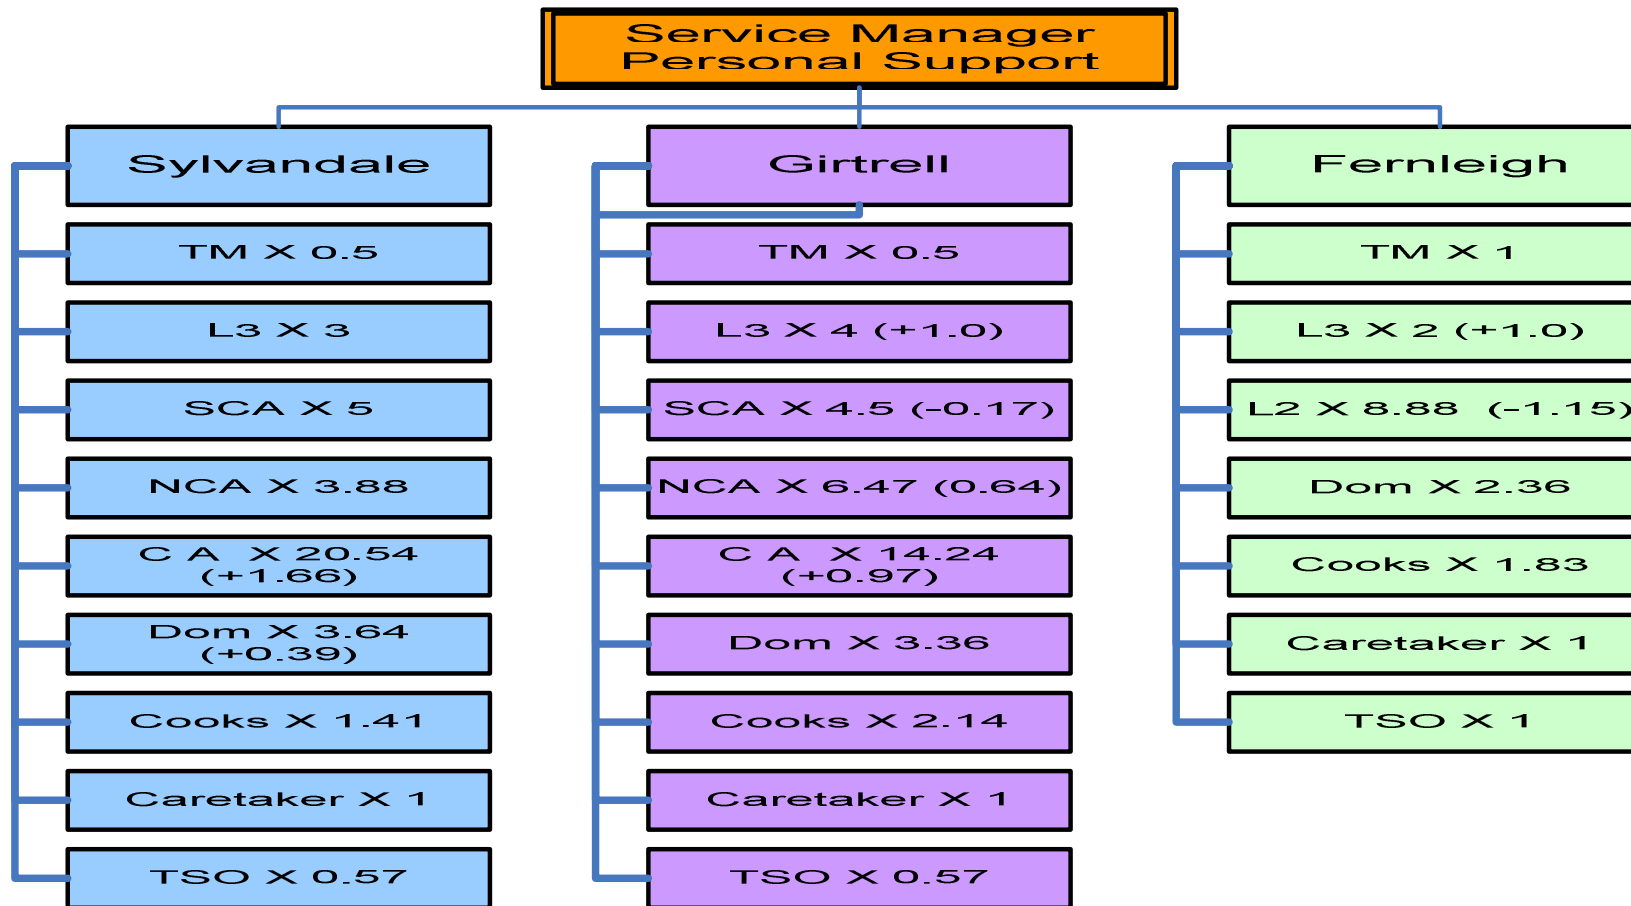 Service Manager
Personal Support
Sylvandale
TM X 0.5
L3 X 3
SCA X 5
NCA X 3.88
C A  X 20.54
(+1.66)
Dom X 3.64
(+0.39)
Cooks X 1.41
Caretaker X 1
TSO X 0.57
Girtrell
TM X 0.5
L3 X 4 (+1.0)
SCA X 4.5 (-0.17)
NCA X 6.47 (0.64)
C A  X 14.24
(+0.97)
Dom X 3.36
Cooks X 2.14
Caretaker X 1
TSO X 0.57
Fernleigh
TM X 1
L3 X 2 (+1.0)
L2 X 8.88  (-1.15)
Dom X 2.36
Cooks X 1.83
Caretaker X 1
TSO X 1